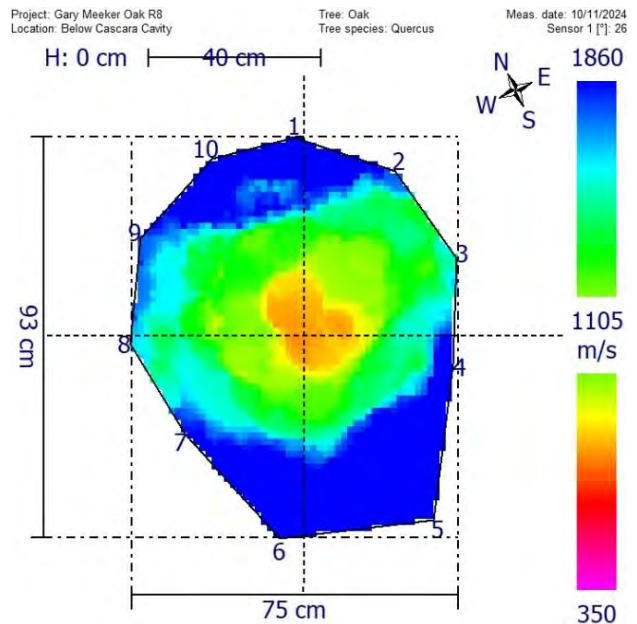 Project: Gary Meeker Oak R8 Tree: Oak Meas. date: 10/11/2024
Location: Below Cascara Cavity Tree species: Quercus Sensor 1 [°]: 26
H: 0 cm 40 cm
N
E
W
S
1860
1
2
10
3
9
1105
m/s
93 cm
8
4
7
5
6
75 cm
350